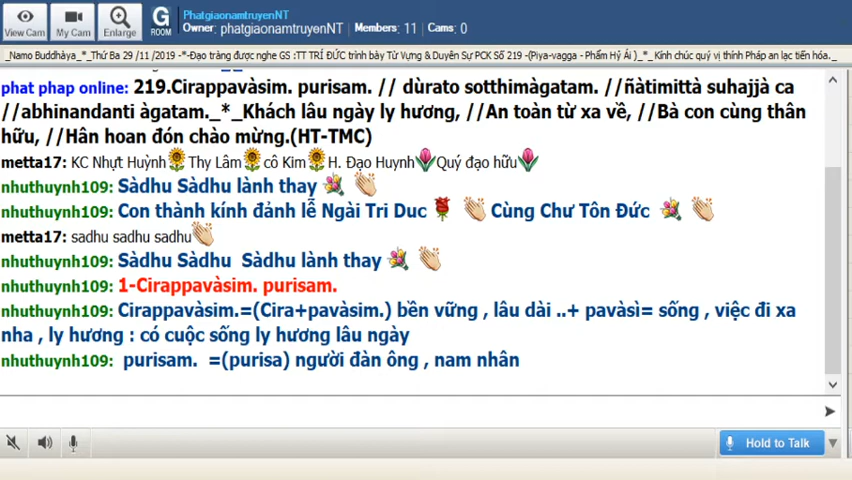 View Cam
My Cam
Enlarge
G
ROOM
PhatgiaonamtruyenNT
Owner: phatgiaonamtruyenNT | Members: 11 | Cams: 0
_Namo Buddhàya_*_Thứ Ba 29 /11 /2019 -*-Đạo tràng được nghe GS :TT TRÍ ĐỨC trình bày Từ Vựng & Duyên Sự PCK Số 219 -(Piya-vagga - Phẩm Hỷ Ái )_*_ Kính chúc quý vị thính Pháp an lạc tiến hóa._
phat phap online: 219.Cirappavàsim. purisam. // dùrato sotthimàgatam. //ñàtimittà suhajjà ca
//abhinandanti àgatam._*_Khách lâu ngày ly hương, //An toàn từ xa về, //Bà con cùng thân
hữu, //Hân hoan đón chào mừng.(HT-TMC)
metta17: KC Nhựt Huỳnh🌻Thy Lâm🌻cô Kim🌻H. Đạo Huynh🌷Quý đạo hữu🌷
nhuthuynh109: Sàdhu Sàdhu lành thay 💐 👏
nhuthuynh109: Con thành kính đảnh lễ Ngài Tri Duc 🌹 👏 Cùng Chư Tôn Đức 💐 👏
metta17: sadhu sadhu sadhu👏
nhuthuynh109: Sàdhu Sàdhu Sàdhu lành thay 💐 👏
nhuthuynh109: 1-Cirappavàsim. purisam.
nhuthuynh109: Cirappavàsim.=(Cira+pavàsim.) bền vững , lâu dài ..+ pavàsì= sống , việc đi xa
nha , ly hương : có cuộc sống ly hương lâu ngày
nhuthuynh109: purisam. =(purisa) người đàn ông , nam nhân
Hold to Talk